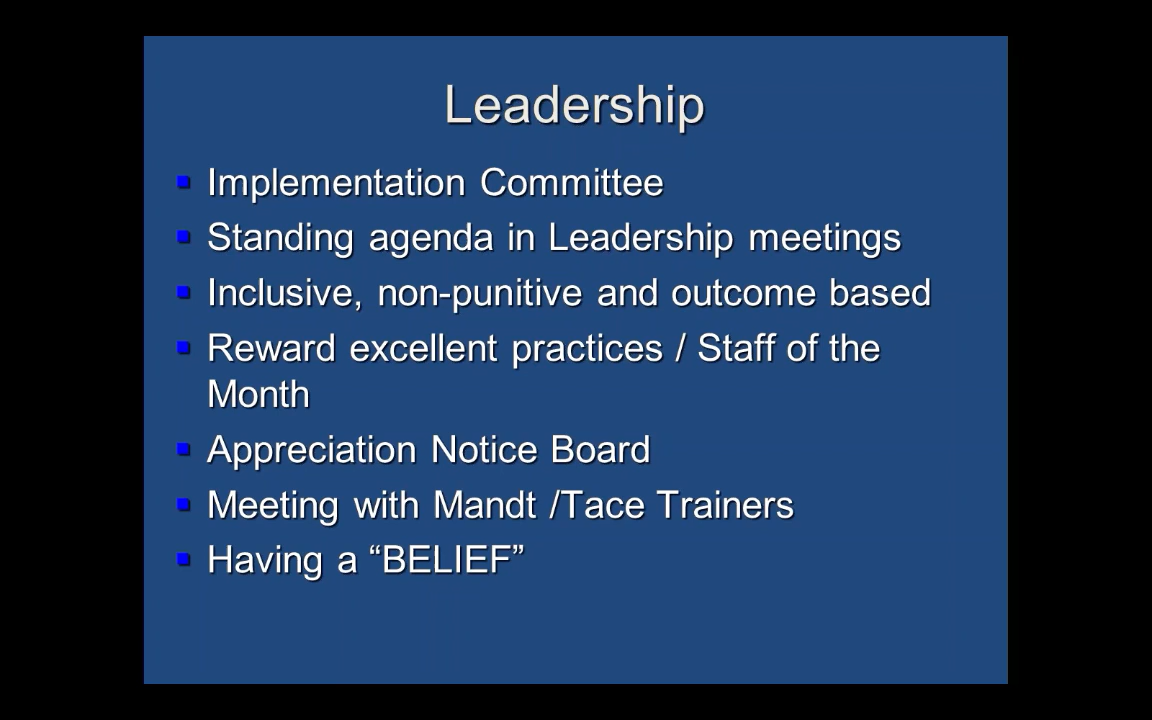 Leadership
Implementation Committee
Standing agenda in Leadership meetings
Inclusive, non-punitive and outcome based
Reward excellent practices / Staff of the
Month
Appreciation Notice Board
Meeting with Mandt /Tace Trainers
Having a “BELIEF”